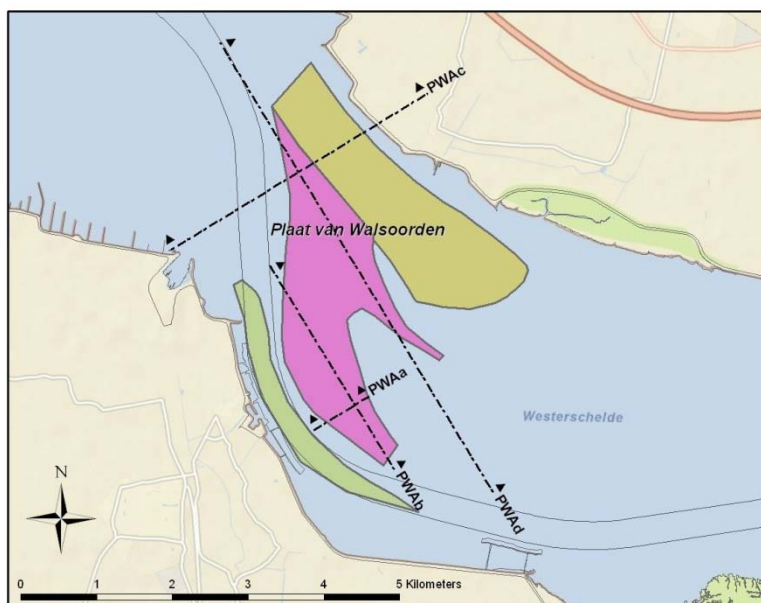 PWAc
Plaat van Walsoorden
PWAa
Westerschelde
PWAb
PWAd
N
0 1 2 3 4 5 Kilometers